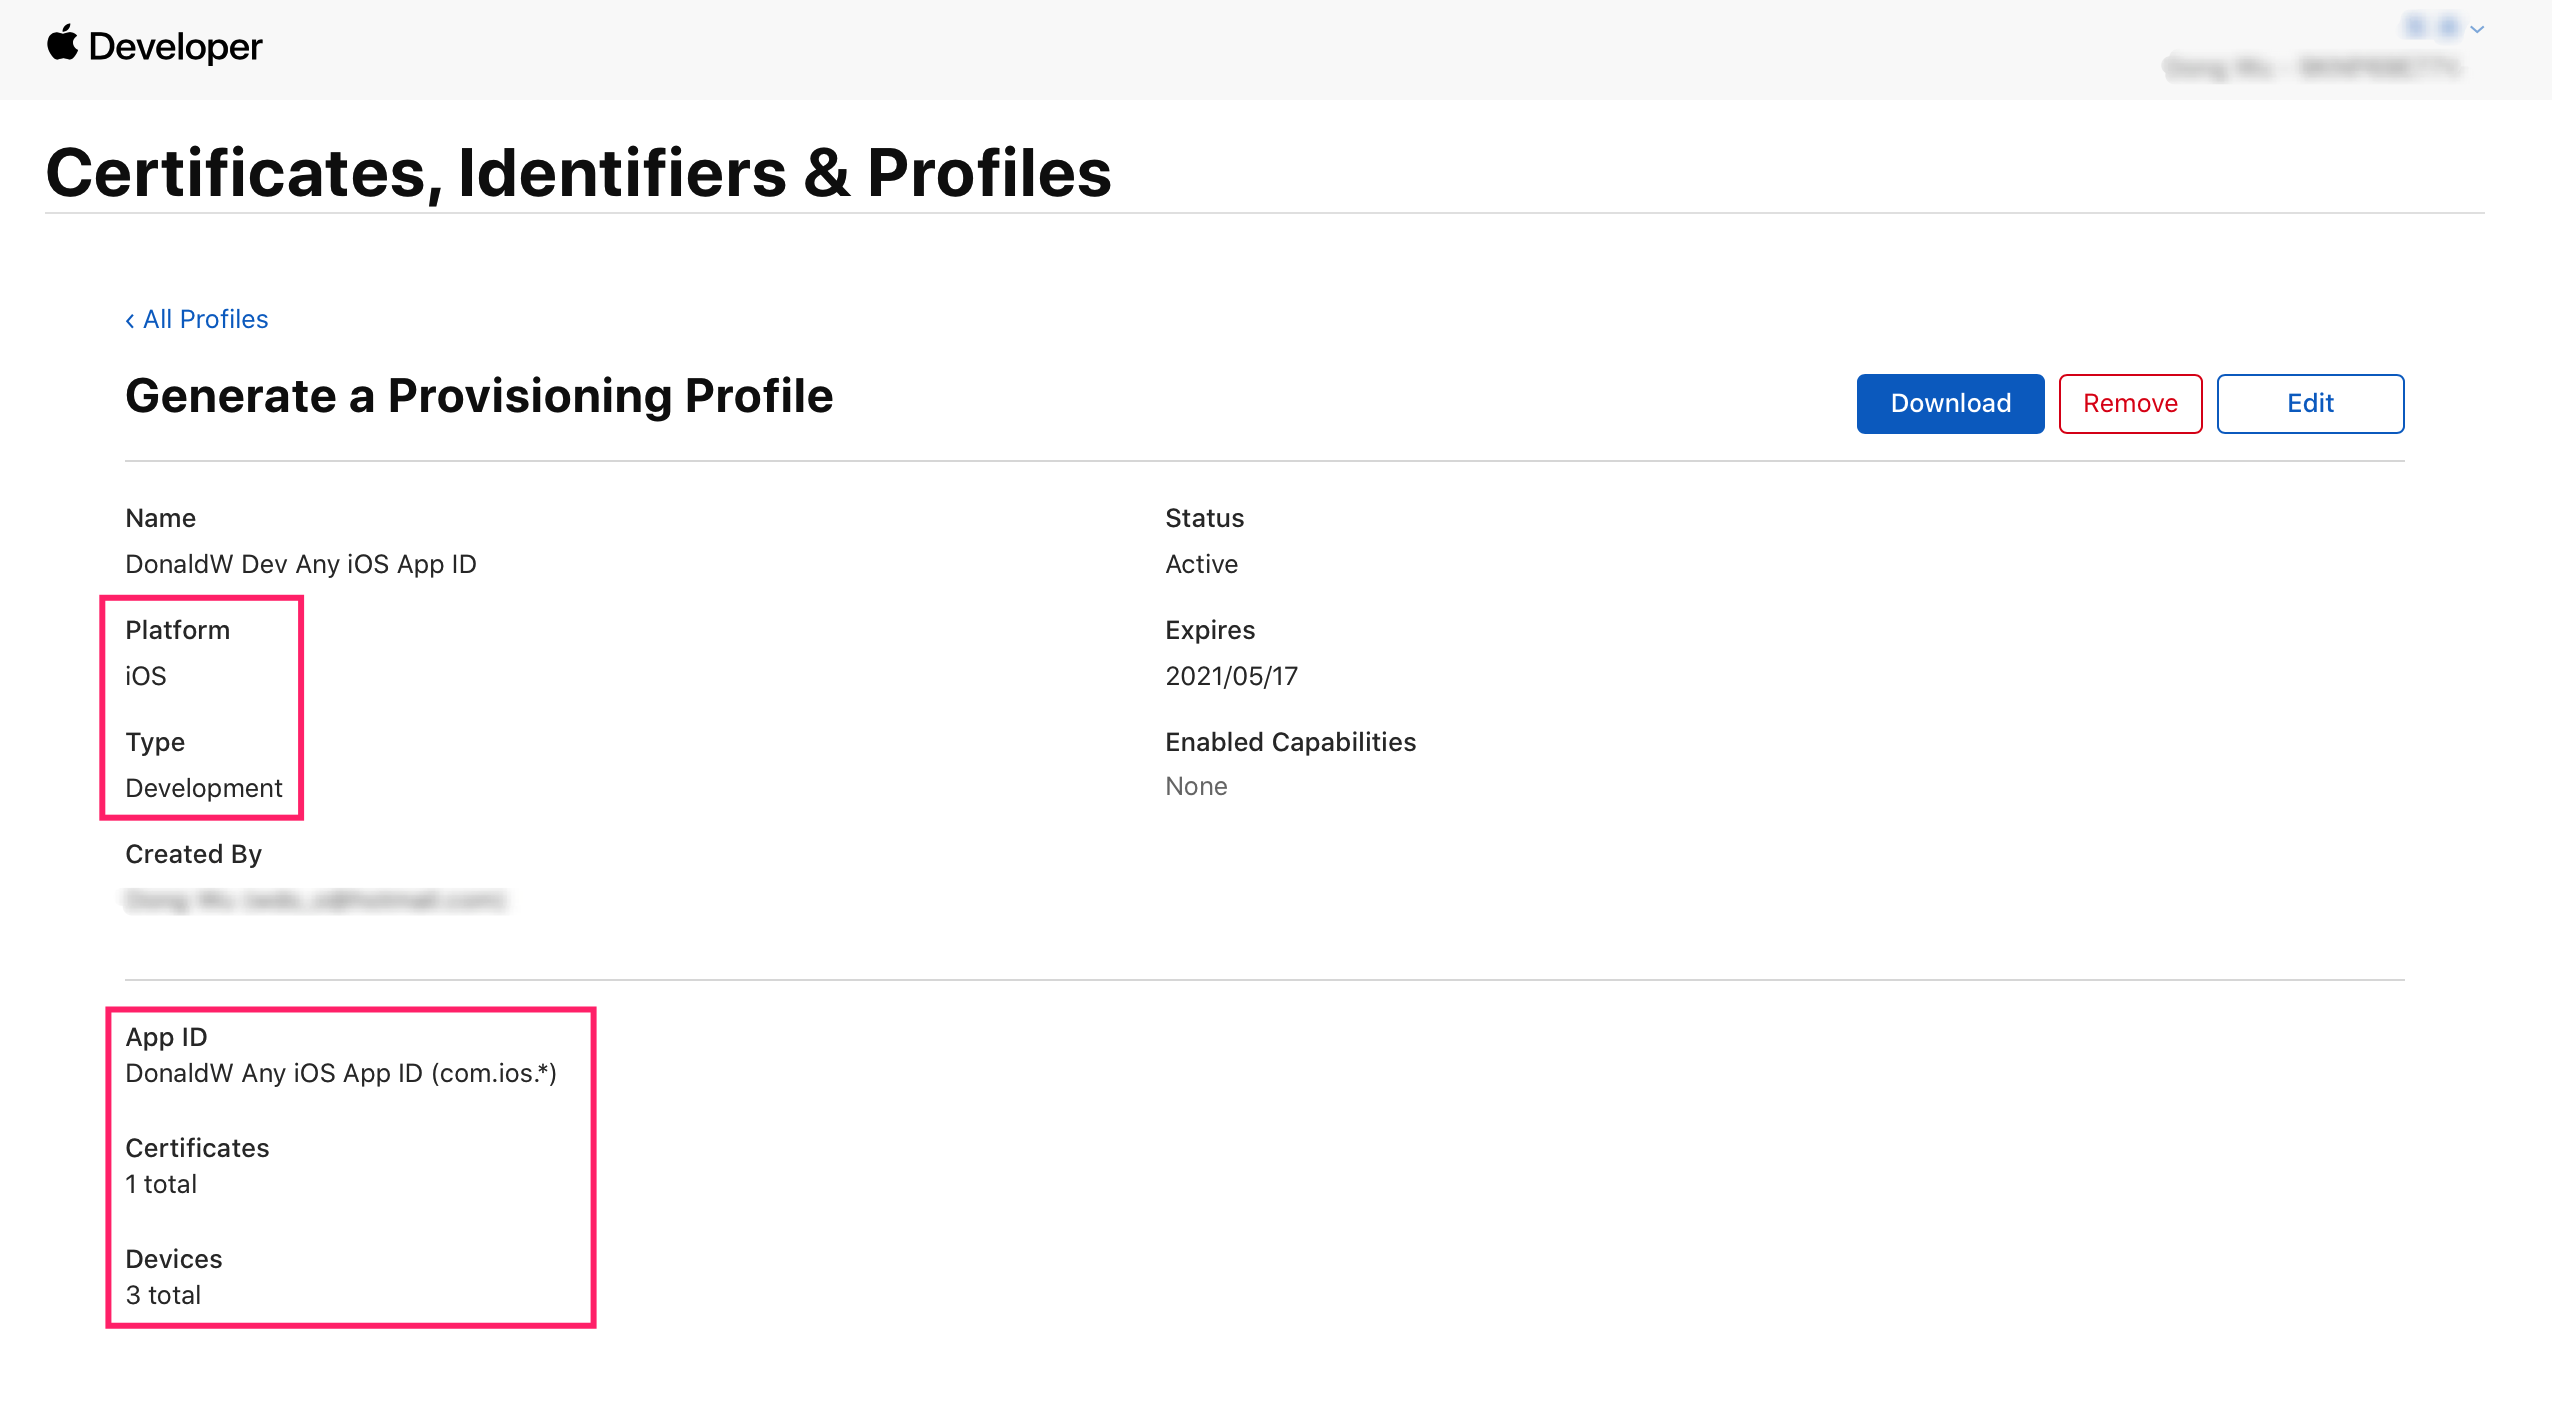 Developer
Certificates, Identifiers & Profiles
‹ All Profiles
Generate a Provisioning Profile
Download
Remove
Edit
Name
DonaldW Dev Any iOS App ID
Status
Active
Platform
iOS
Expires
2021/05/17
Type
Development
Enabled Capabilities
None
Created By
App ID
DonaldW Any iOS App ID (com.ios.*)
Certificates
1 total
Devices
3 total